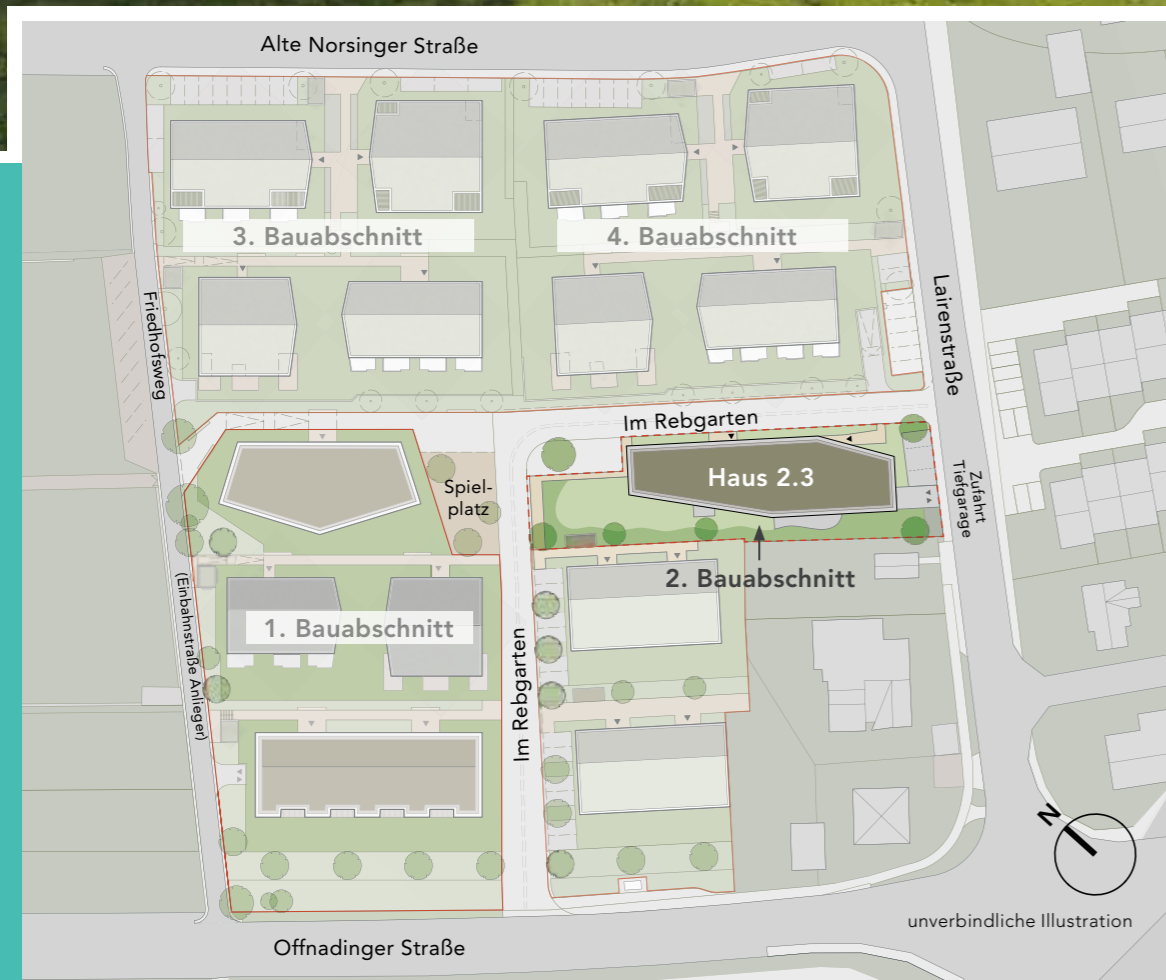 Alte Norsinger Straße
3. Bauabschnitt
4. Bauabschnitt
Friedhofsweg
Lairenstraße
Im Rebgarten
Haus 2.3
Spiel-
platz
Zufahrt
Tiefgarage
2. Bauabschnitt
(Einbahnstraße Anlieger)
1. Bauabschnitt
Im Rebgarten
N
unverbindliche Illustration
Offnadinger Straße